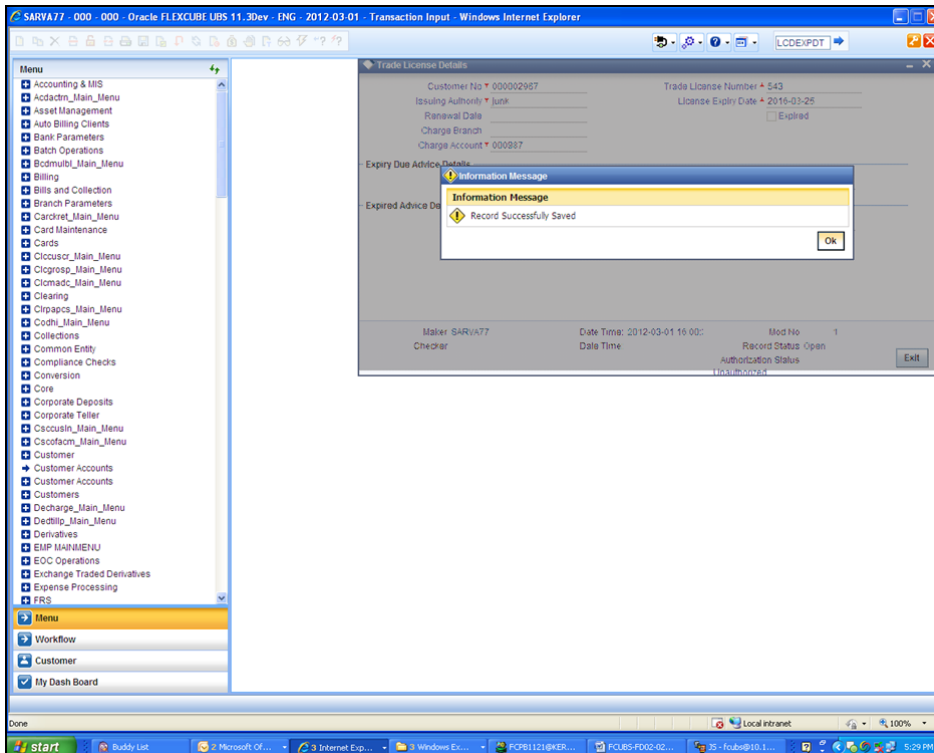 SARVA77 - 000 - 000 - Oracle FLEXCUBE UBS 11.3Dev - ENG - 2012-03-01 - Transaction Input - Windows Internet Explorer
LCDEXPDT
Menu
Accounting & MIS
Acdactrn_Main_Menu
Asset Management
Auto Billing Clients
Bank Parameters
Batch Operations
Bcdmulbl_Main_Menu
Billing
Bills and Collection
Branch Parameters
Carckret_Main_Menu
Card Maintenance
Cards
Clccuscr_Main_Menu
Clcgrosp_Main_Menu
Clcmadc_Main_Menu
Clearing
Clrpapcs_Main_Menu
Codhi_Main_Menu
Collections
Common Entity
Compliance Checks
Conversion
Core
Corporate Deposits
Corporate Teller
Csccusln_Main_Menu
Cscofacm_Main_Menu
Customer
Customer Accounts
Customer Accounts
Customers
Decharge_Main_Menu
Dedtillp_Main_Menu
Derivatives
EMP MAINMENU
EOC Operations
Exchange Traded Derivatives
Expense Processing
FRS
Menu
Workflow
Customer
My Dash Board
Trade License Details
Customer No * 000002987 Trade License Number * 543
Issuing Authority * junk License Expiry Date * 2016-03-25
Renewal Date Expired
Charge Branch
Charge Account * 000987
Expiry Due Advice Details
Expired Advice De
Information Message
Information Message
Record Successfully Saved
Ok
Maker SARVA77 Date Time: 2012-03-01 16:00: Mod No 1
Checker Date Time Record Status Open
Authorization Status
Unauthorized
Exit
Done Local intranet 100%
start Buddy List 2 Microsoft Of... 3 Internet Exp... 3 Windows Ex... FCPB1121@KER... FCUBS-FD02-02... JS - fcubs@10.1... 5:29 PM